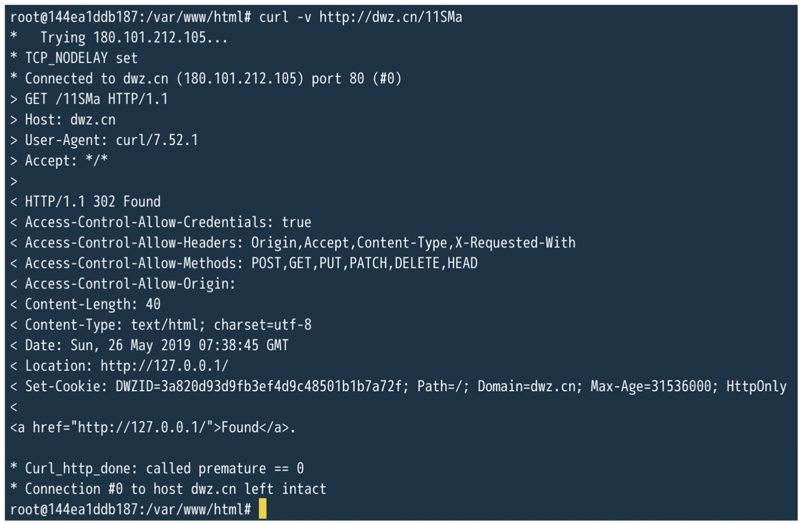 root@144ea1ddb187:/var/www/html# curl -v http://dwz.cn/11SMa
*   Trying 180.101.212.105...
* TCP_NODELAY set
* Connected to dwz.cn (180.101.212.105) port 80 (#0)
> GET /11SMa HTTP/1.1
> Host: dwz.cn
> User-Agent: curl/7.52.1
> Accept: */*
>
< HTTP/1.1 302 Found
< Access-Control-Allow-Credentials: true
< Access-Control-Allow-Headers: Origin,Accept,Content-Type,X-Requested-With
< Access-Control-Allow-Methods: POST,GET,PUT,PATCH,DELETE,HEAD
< Access-Control-Allow-Origin:
< Content-Length: 40
< Content-Type: text/html; charset=utf-8
< Date: Sun, 26 May 2019 07:38:45 GMT
< Location: http://127.0.0.1/
< Set-Cookie: DWZID=3a820d93d9fb3ef4d9c48501b1b7a72f; Path=/; Domain=dwz.cn; Max-Age=31536000; HttpOnly
<
<a href="http://127.0.0.1/">Found</a>.

* Curl_http_done: called premature == 0
* Connection #0 to host dwz.cn left intact
root@144ea1ddb187:/var/www/html#